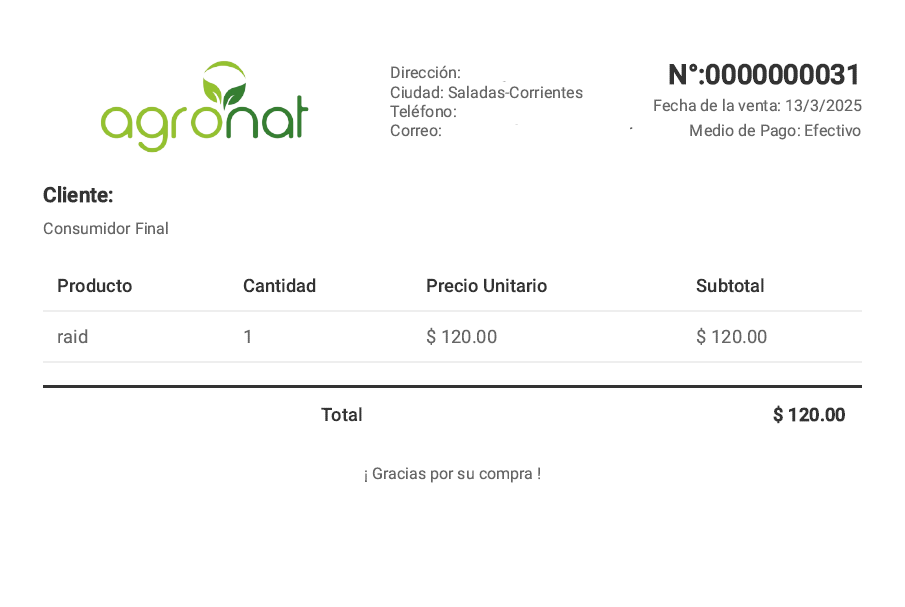 agronat
Dirección:
Ciudad: Saladas-Corrientes
Teléfono:
Correo:
N°:0000000031
Fecha de la venta: 13/3/2025
Medio de Pago: Efectivo
Cliente:
Consumidor Final
Producto Cantidad Precio Unitario Subtotal
raid 1 $ 120.00 $ 120.00
Total $ 120.00
¡ Gracias por su compra !